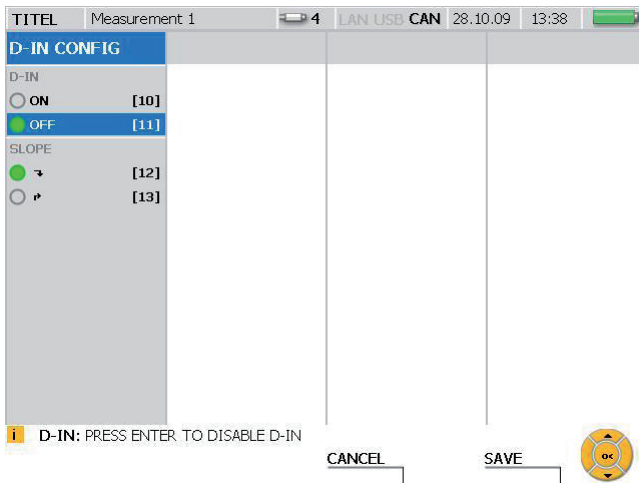 TITEL Measurement 1 4 LAN USB CAN 28.10.09 13:38
D-IN CONFIG
D-IN
ON [10]
OFF [11]
SLOPE
[12]
[13]
i D-IN: PRESS ENTER TO DISABLE D-IN
CANCEL SAVE OK